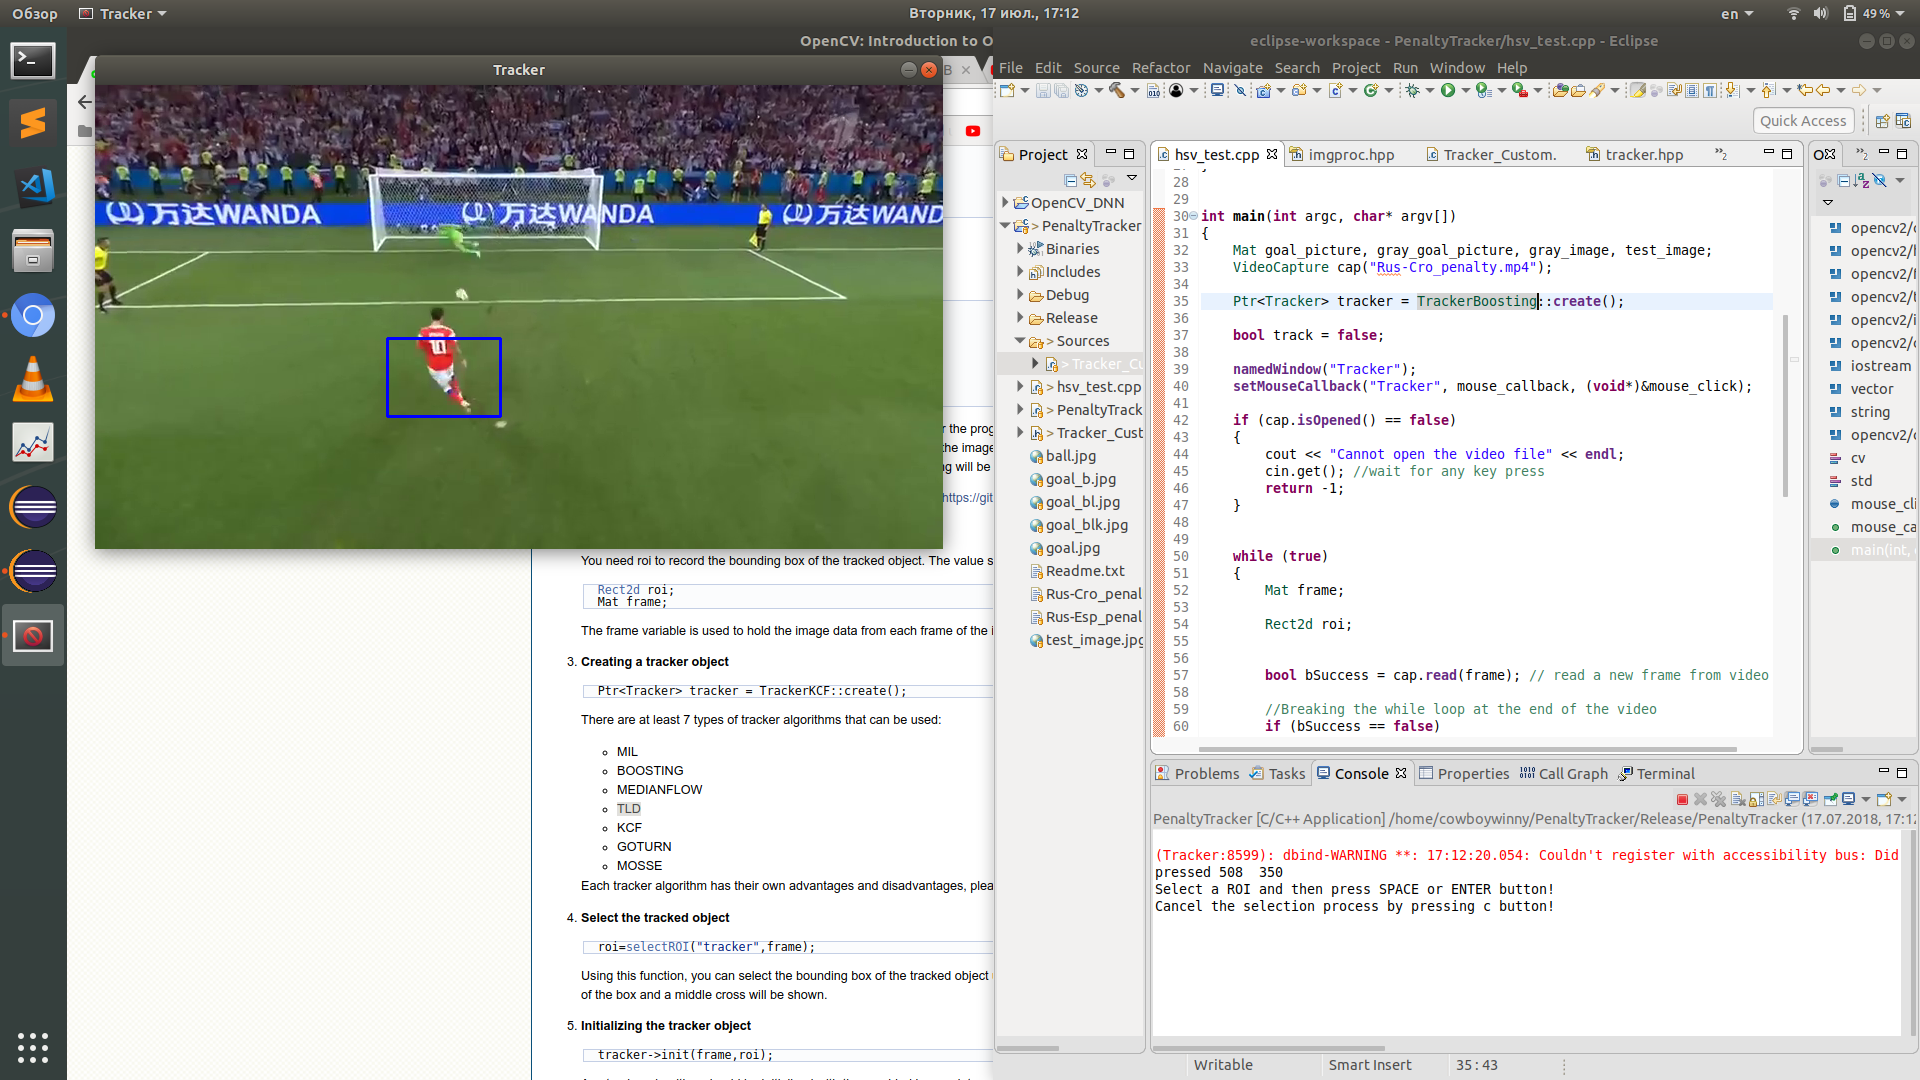 Обзор
Tracker
Вторник, 17 июл., 17:12
en
49 %
OpenCV: Introduction to O
eclipse-workspace - PenaltyTracker/hsv_test.cpp - Eclipse
Tracker
File Edit Source Refactor Navigate Search Project Run Window Help
Quick Access
万达WANDA
万达WANDA
万达WAND
10
r the prog
the image
g will be
https://git
You need roi to record the bounding box of the tracked object. The value s
Rect2d roi;
Mat frame;
The frame variable is used to hold the image data from each frame of the i
3. Creating a tracker object
Ptr<Tracker> tracker = TrackerKCF::create();
There are at least 7 types of tracker algorithms that can be used:
MIL
BOOSTING
MEDIANFLOW
TLD
KCF
GOTURN
MOSSE
Each tracker algorithm has their own advantages and disadvantages, plea
4. Select the tracked object
roi=selectROI("tracker",frame);
Using this function, you can select the bounding box of the tracked object
of the box and a middle cross will be shown.
5. Initializing the tracker object
tracker->init(frame,roi);
Project
OpenCV_DNN
> PenaltyTracker
Binaries
Includes
Debug
Release
> Sources
> Tracker_Cu
> hsv_test.cpp
> PenaltyTrack
> Tracker_Cust
ball.jpg
goal_b.jpg
goal_bl.jpg
goal_blk.jpg
goal.jpg
Readme.txt
Rus-Cro_penal
Rus-Esp_penal
test_image.jpg
hsv_test.cpp imgproc.hpp Tracker_Custom. tracker.hpp
28
29
30 int main(int argc, char* argv[])
31 {
32 Mat goal_picture, gray_goal_picture, gray_image, test_image;
33 VideoCapture cap("Rus-Cro_penalty.mp4");
34
35 Ptr<Tracker> tracker = TrackerBoosting::create();
36
37 bool track = false;
38
39 namedWindow("Tracker");
40 setMouseCallback("Tracker", mouse_callback, (void*)&mouse_click);
41
42 if (cap.isOpened() == false)
43 {
44 cout << "Cannot open the video file" << endl;
45 cin.get(); //wait for any key press
46 return -1;
47 }
48
49
50 while (true)
51 {
52 Mat frame;
53
54 Rect2d roi;
55
56
57 bool bSuccess = cap.read(frame); // read a new frame from video
58
59 //Breaking the while loop at the end of the video
60 if (bSuccess == false)
opencv2/
opencv2/
opencv2/
opencv2/
opencv2/
opencv2/
iostream
vector
string
opencv2/
cv
std
mouse_cli
mouse_ca
main(int,
Problems Tasks Console Properties Call Graph Terminal
PenaltyTracker [C/C++ Application] /home/cowboywinny/PenaltyTracker/Release/PenaltyTracker (17.07.2018, 17:12
(Tracker:8599): dbind-WARNING **: 17:12:20.054: Couldn't register with accessibility bus: Did
pressed 508 350
Select a ROI and then press SPACE or ENTER button!
Cancel the selection process by pressing c button!
Writable Smart Insert 35 : 43